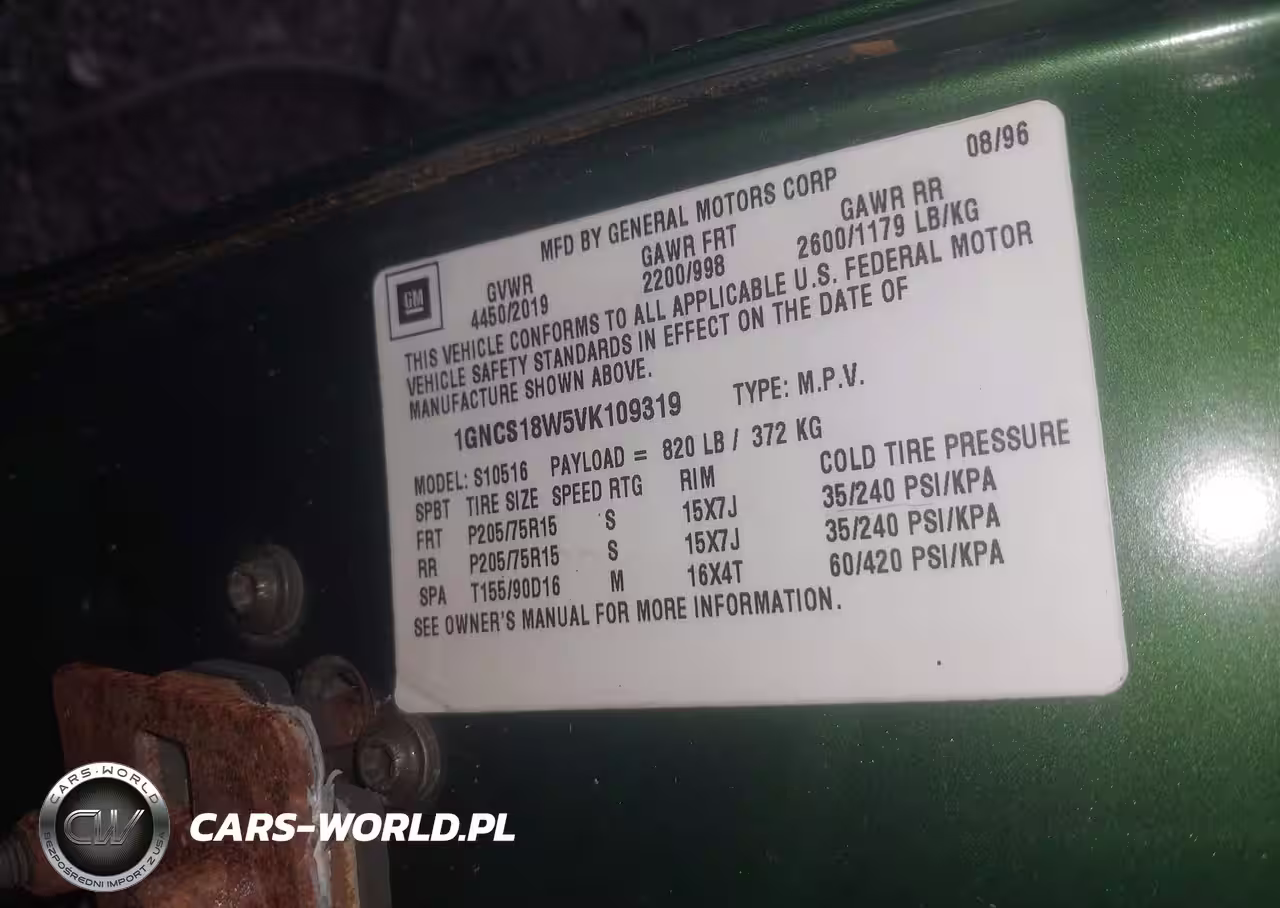 08/96
MFD BY GENERAL MOTORS CORP
GVWR GAWR FRT GAWR RR
4450/2019 2200/998 2600/1179 LB/KG
THIS VEHICLE CONFORMS TO ALL APPLICABLE U.S. FEDERAL MOTOR
VEHICLE SAFETY STANDARDS IN EFFECT ON THE DATE OF
MANUFACTURE SHOWN ABOVE.
1GNCS18W5VK109319 TYPE: M.P.V.
MODEL: S10516 PAYLOAD = 820 LB / 372 KG
SPBT TIRE SIZE SPEED RTG RIM COLD TIRE PRESSURE
FRT P205/75R15 S 15X7J 35/240 PSI/KPA
RR P205/75R15 S 15X7J 35/240 PSI/KPA
SPA T155/90D16 M 16X4T 60/420 PSI/KPA
SEE OWNER'S MANUAL FOR MORE INFORMATION.
GM
CARS-WORLD
CW
BEZPOŚREDNI IMPORT Z USA
CARS-WORLD.PL